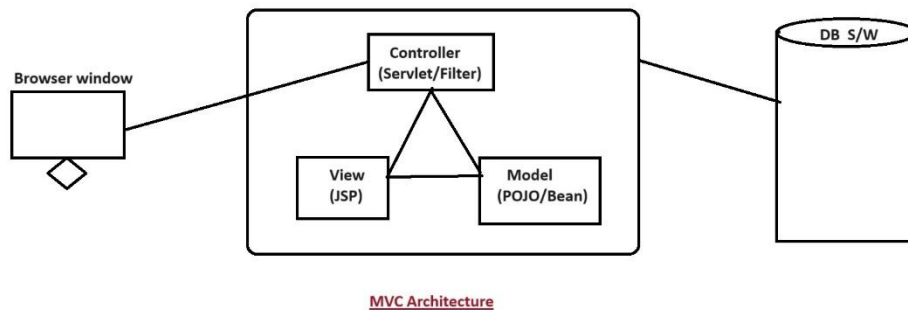 Browser window
Controller
(Servlet/Filter)
View
(JSP)
Model
(POJO/Bean)
DB S/W
MVC Architecture